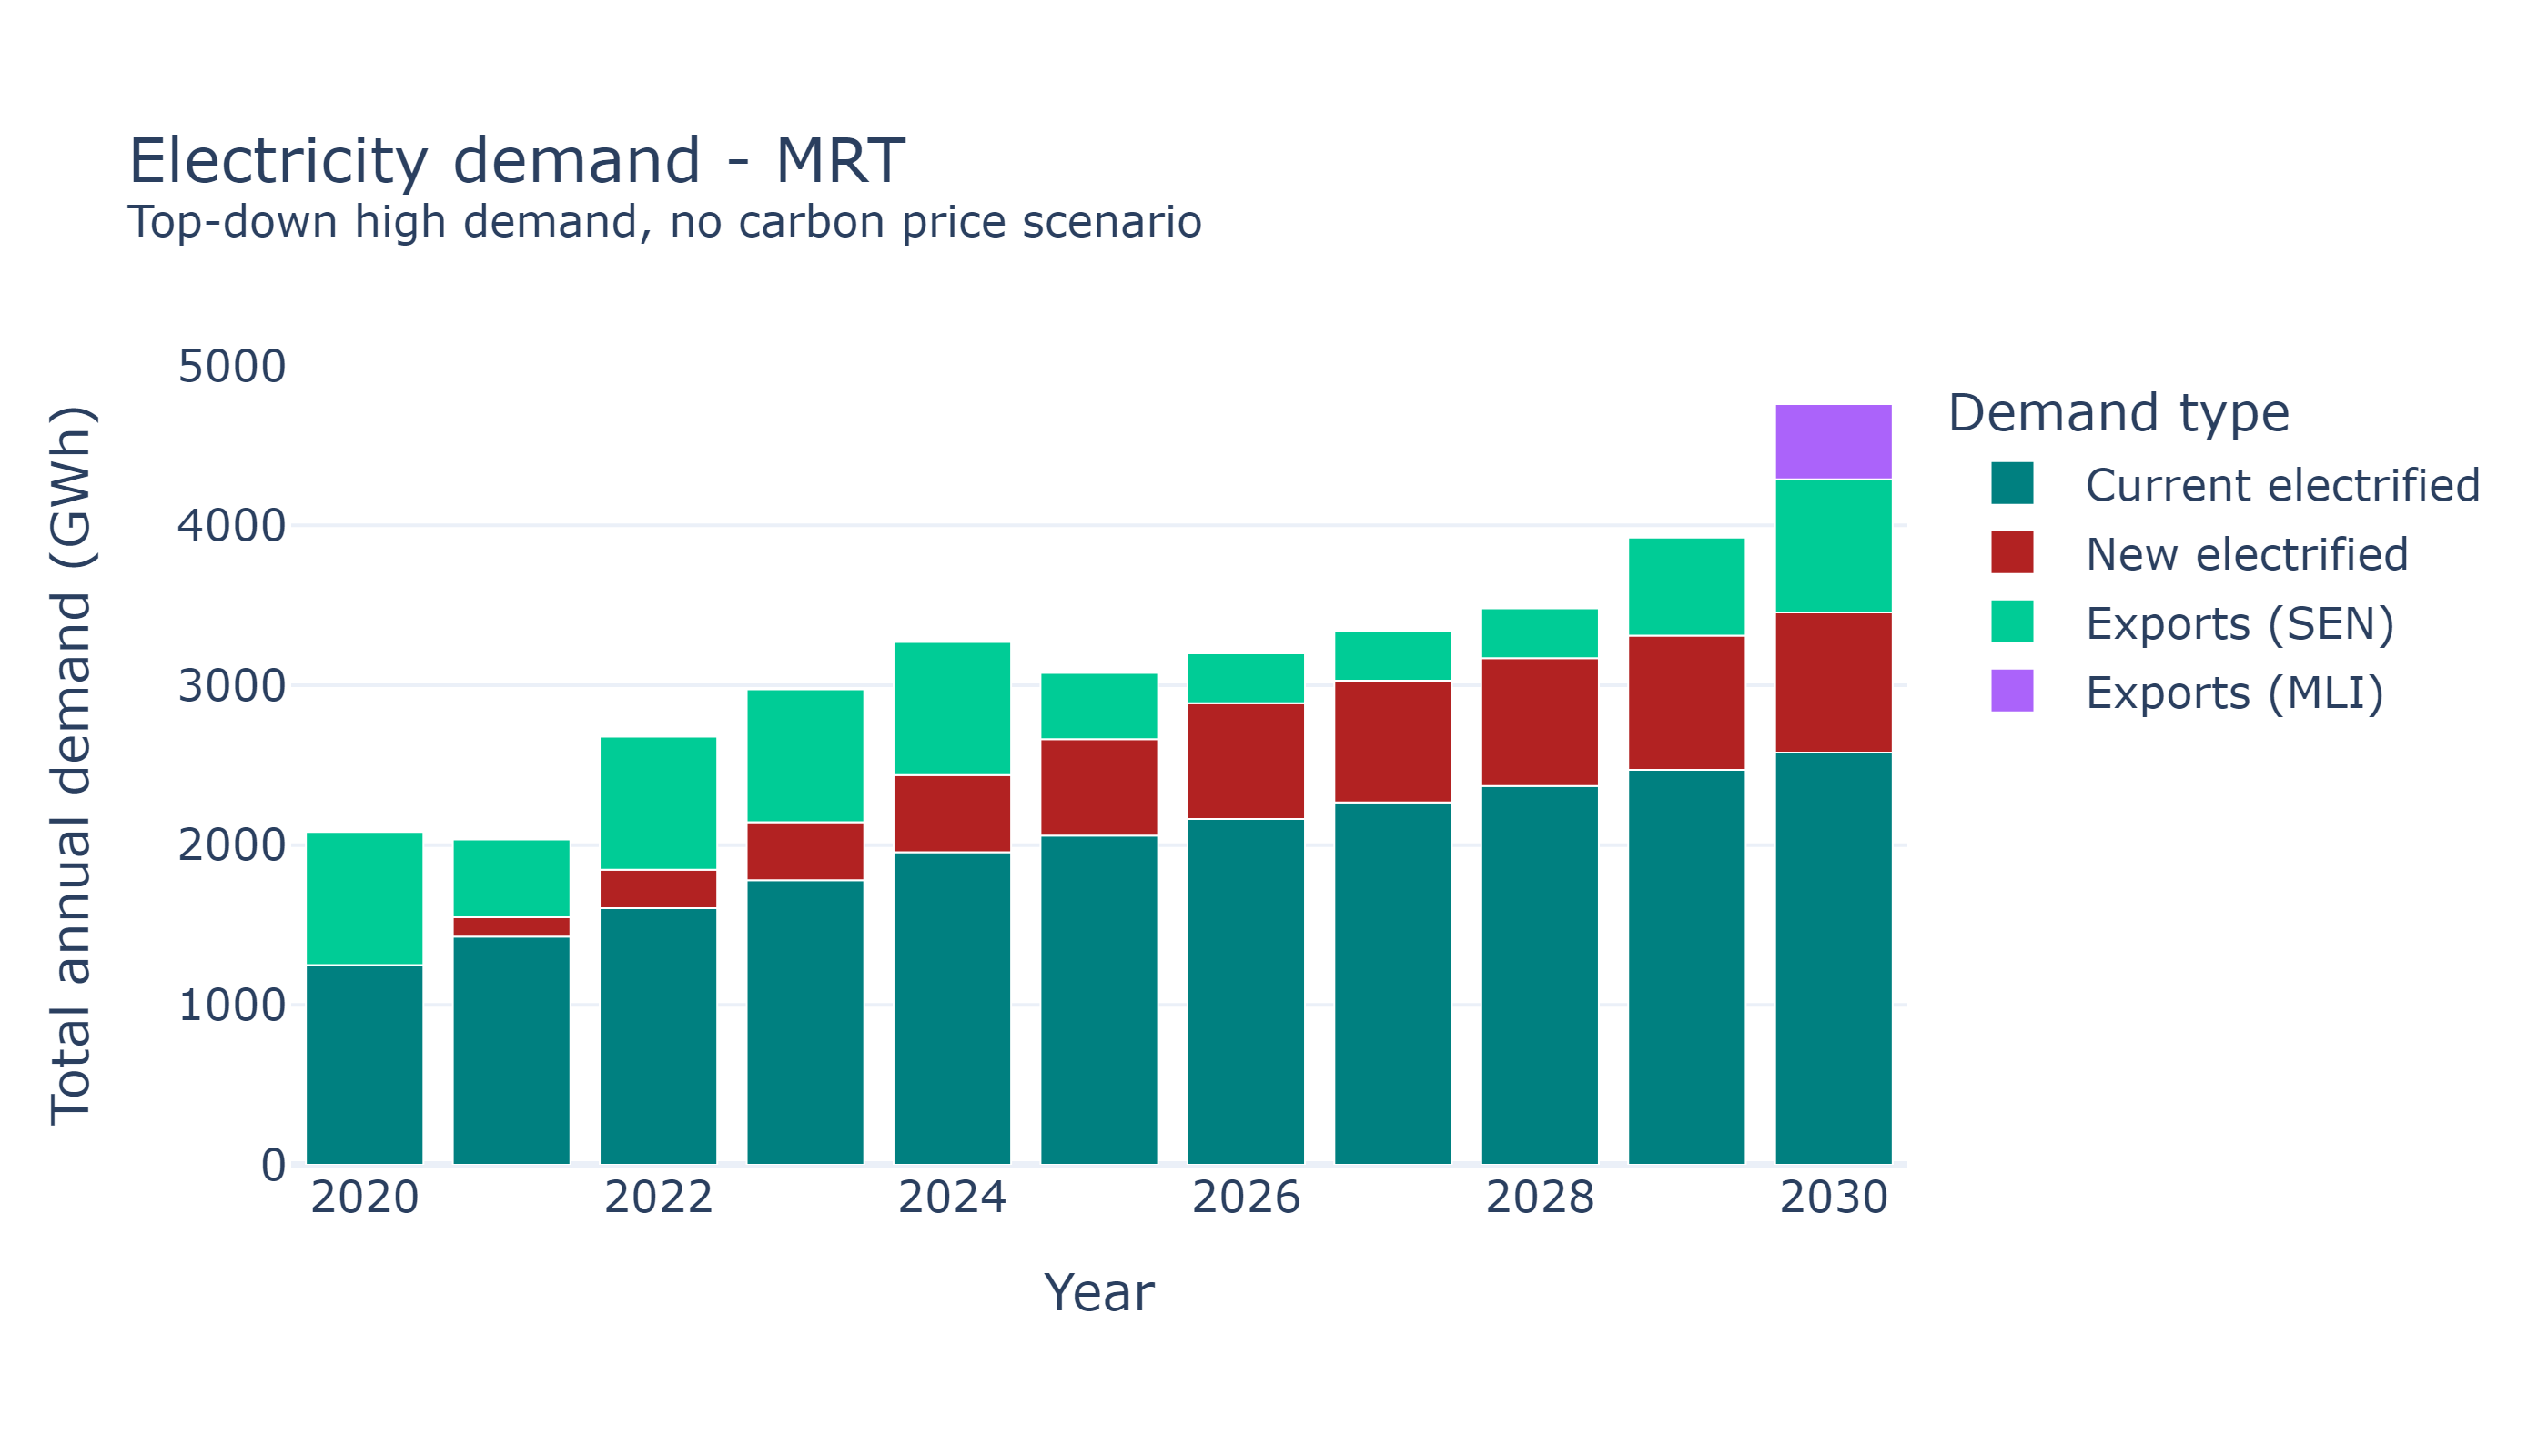 Electricity demand - MRT
Top-down high demand, no carbon price scenario
Total annual demand (GWh)
5000
4000
3000
2000
1000
0
2020
2022
2024
2026
2028
2030
Year
Demand type
Current electrified
New electrified
Exports (SEN)
Exports (MLI)